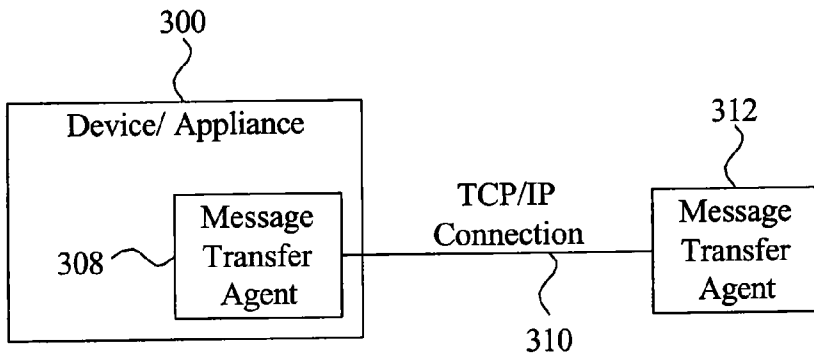 300
Device/ Appliance
312
TCP/IP
Connection
Message
Transfer
Agent
308
Message
Transfer
Agent
310